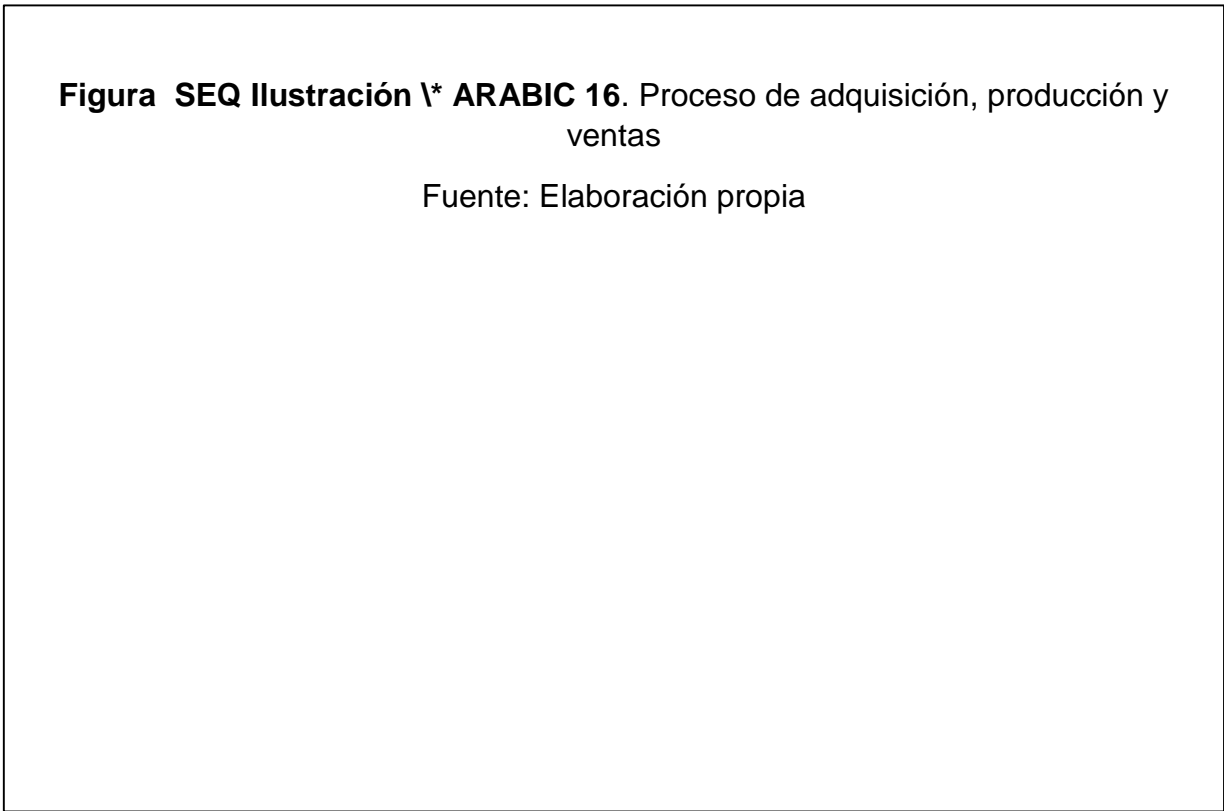 Figura  SEQ Ilustración \* ARABIC 16. Proceso de adquisición, producción y
ventas
Fuente: Elaboración propia